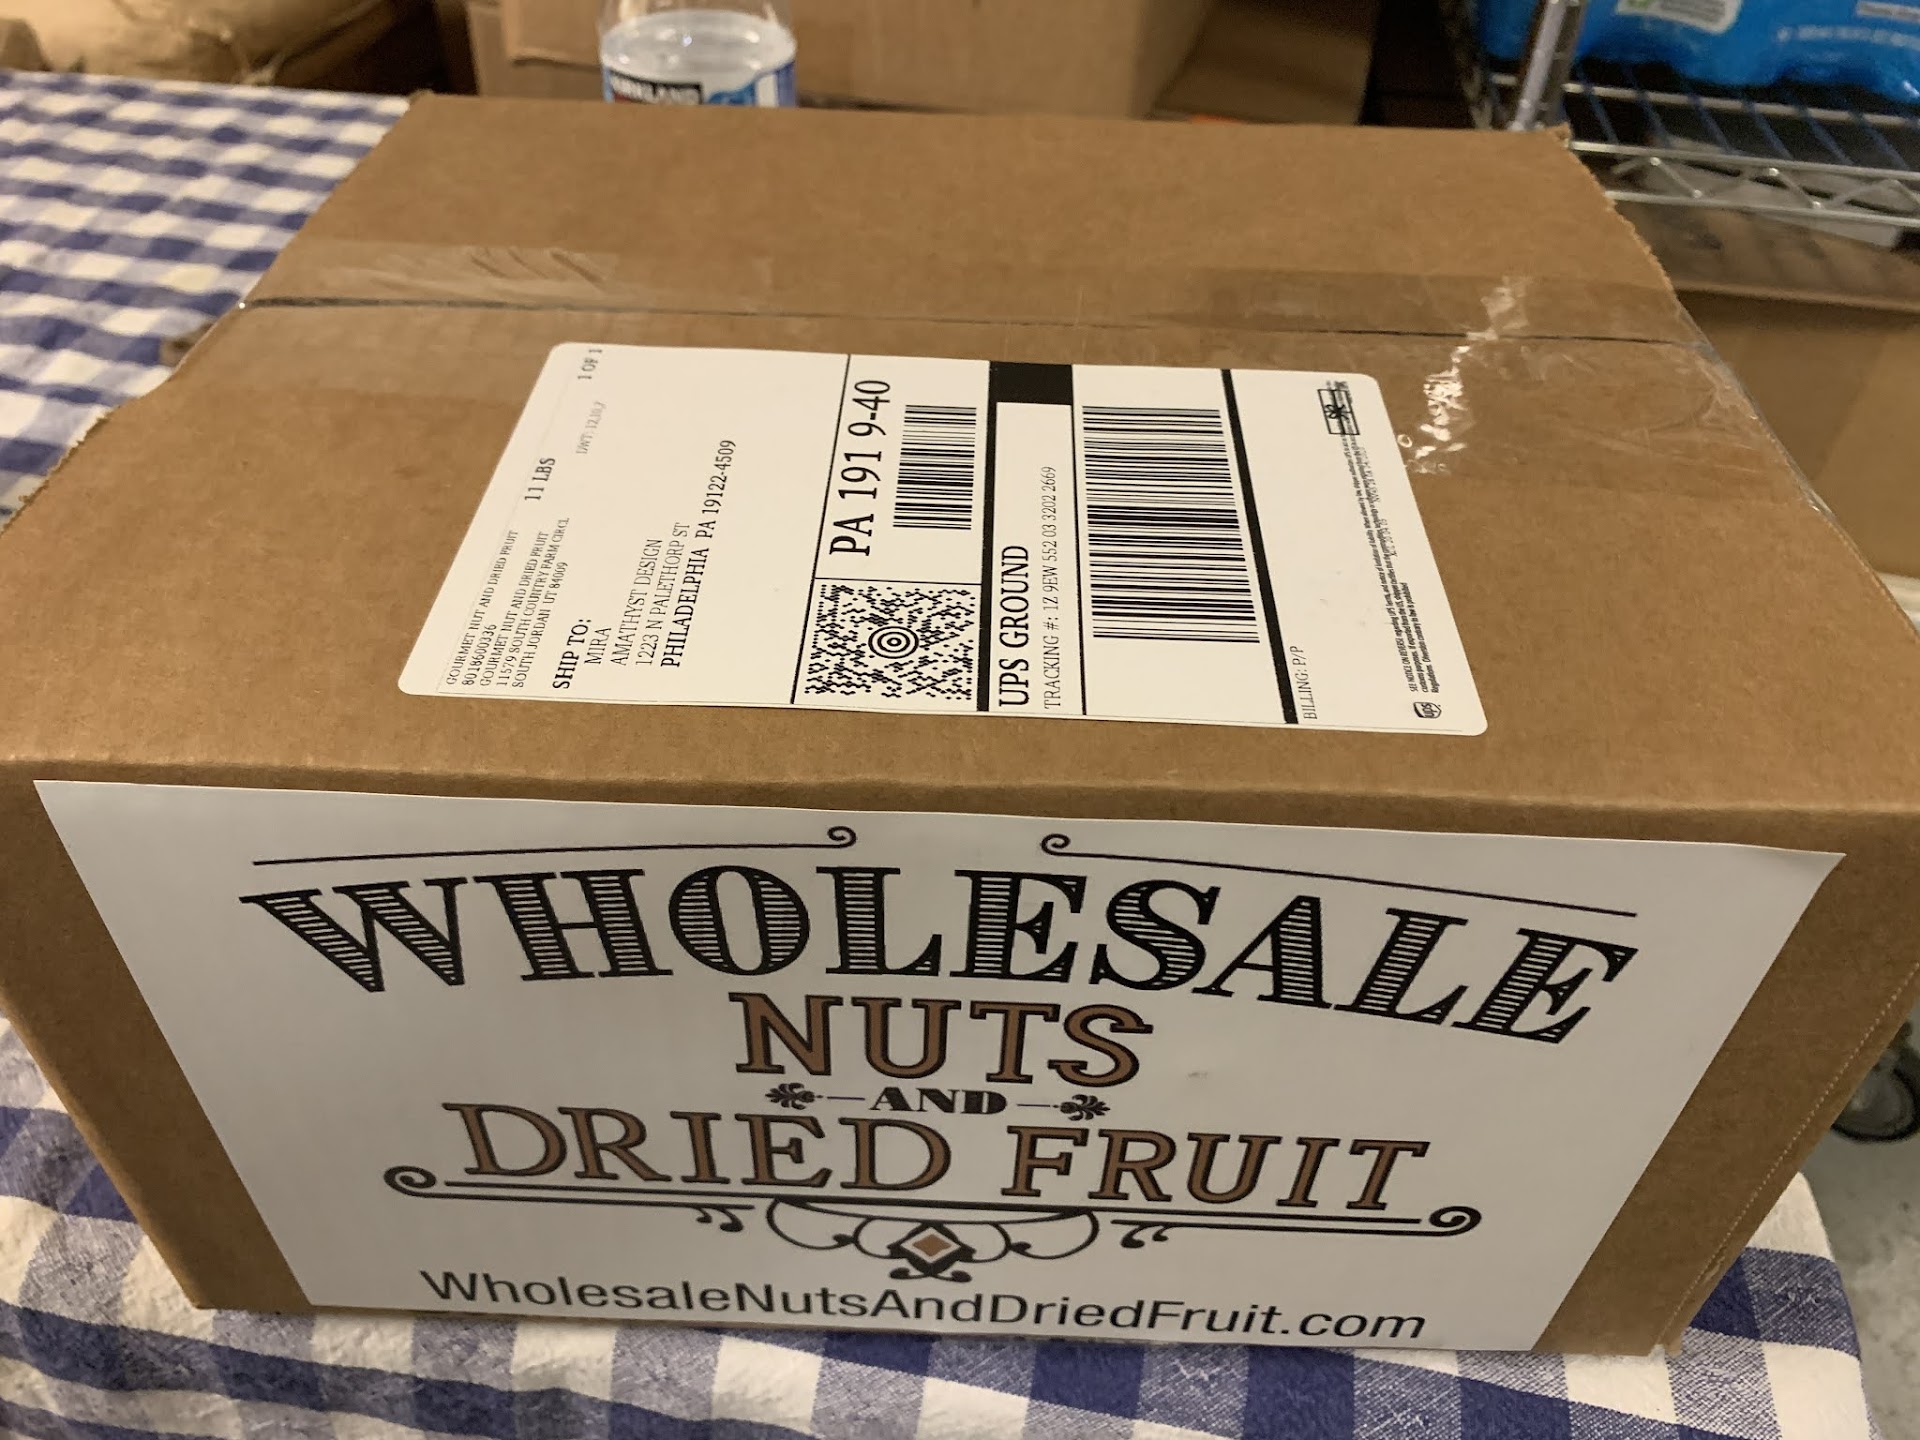 KIRKLAND
GOURMET NUT AND DRIED FRUIT
8018600336
GOURMET NUT AND DRIED FRUIT
11579 SOUTH COUNTRY FARM CIRCL
SOUTH JORDAN UT 84009
11 LBS
1 OF 1
SHIP TO:
MIRA
AMATHYST DESIGN
1223 N PALETHORP ST
PHILADELPHIA PA 19122-4509
PA 191 9-40
UPS GROUND
TRACKING #: 1Z 9EW 552 03 3202 2669
BILLING: P/P
UPS
WHOLESALE
NUTS
AND
DRIED FRUIT
WholesaleNutsAndDriedFruit.com